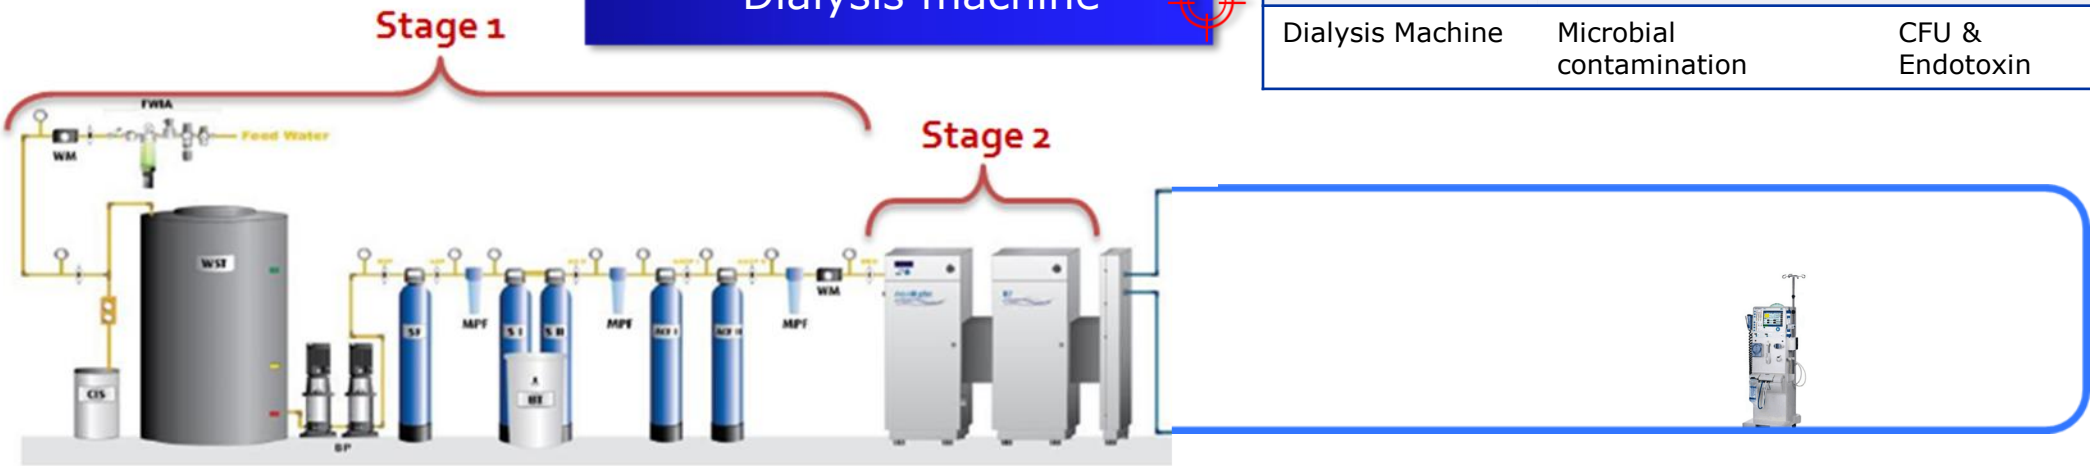 Dialysis machine
Stage 1
Dialysis Machine
Microbial
contamination
CFU &
Endotoxin
FWIA
Feed Water
WM
Stage 2
WST
SF
MPF
S I
S II
MPF
ACF I
ACF II
MPF
WM
CIS
BT
BP